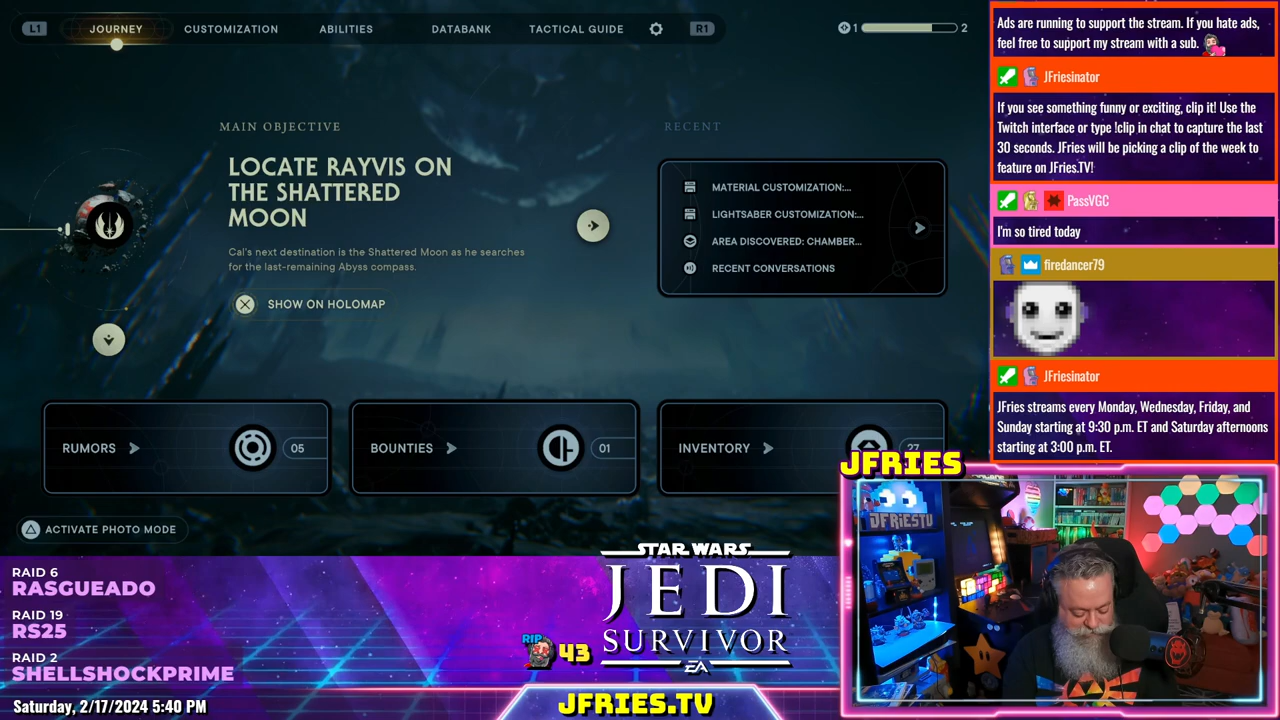 L1
JOURNEY
CUSTOMIZATION
ABILITIES
DATABANK
TACTICAL GUIDE
R1
1
2
MAIN OBJECTIVE
LOCATE RAYVIS ON
THE SHATTERED
MOON
Cal's next destination is the Shattered Moon as he searches
for the last-remaining Abyss compass.
SHOW ON HOLOMAP
RECENT
MATERIAL CUSTOMIZATION:...
LIGHTSABER CUSTOMIZATION:...
AREA DISCOVERED: CHAMBER...
RECENT CONVERSATIONS
RUMORS
05
BOUNTIES
01
INVENTORY
27
ACTIVATE PHOTO MODE
Ads are running to support the stream. If you hate ads,
feel free to support my stream with a sub.
JFriesinator
If you see something funny or exciting, clip it! Use the
Twitch interface or type !clip in chat to capture the last
30 seconds. JFries will be picking a clip of the week to
feature on JFries.TV!
PassVGC
I'm so tired today
firedancer79
JFriesinator
JFries streams every Monday, Wednesday, Friday, and
Sunday starting at 9:30 p.m. ET and Saturday afternoons
starting at 3:00 p.m. ET.
JFRIES
JFRIESTV
RAID 6
RASGUEADO
RAID 19
RS25
RAID 2
SHELLSHOCKPRIME
Saturday, 2/17/2024 5:40 PM
RIP
43
STAR WARS
JEDI
SURVIVOR
EA
JFRIES.TV